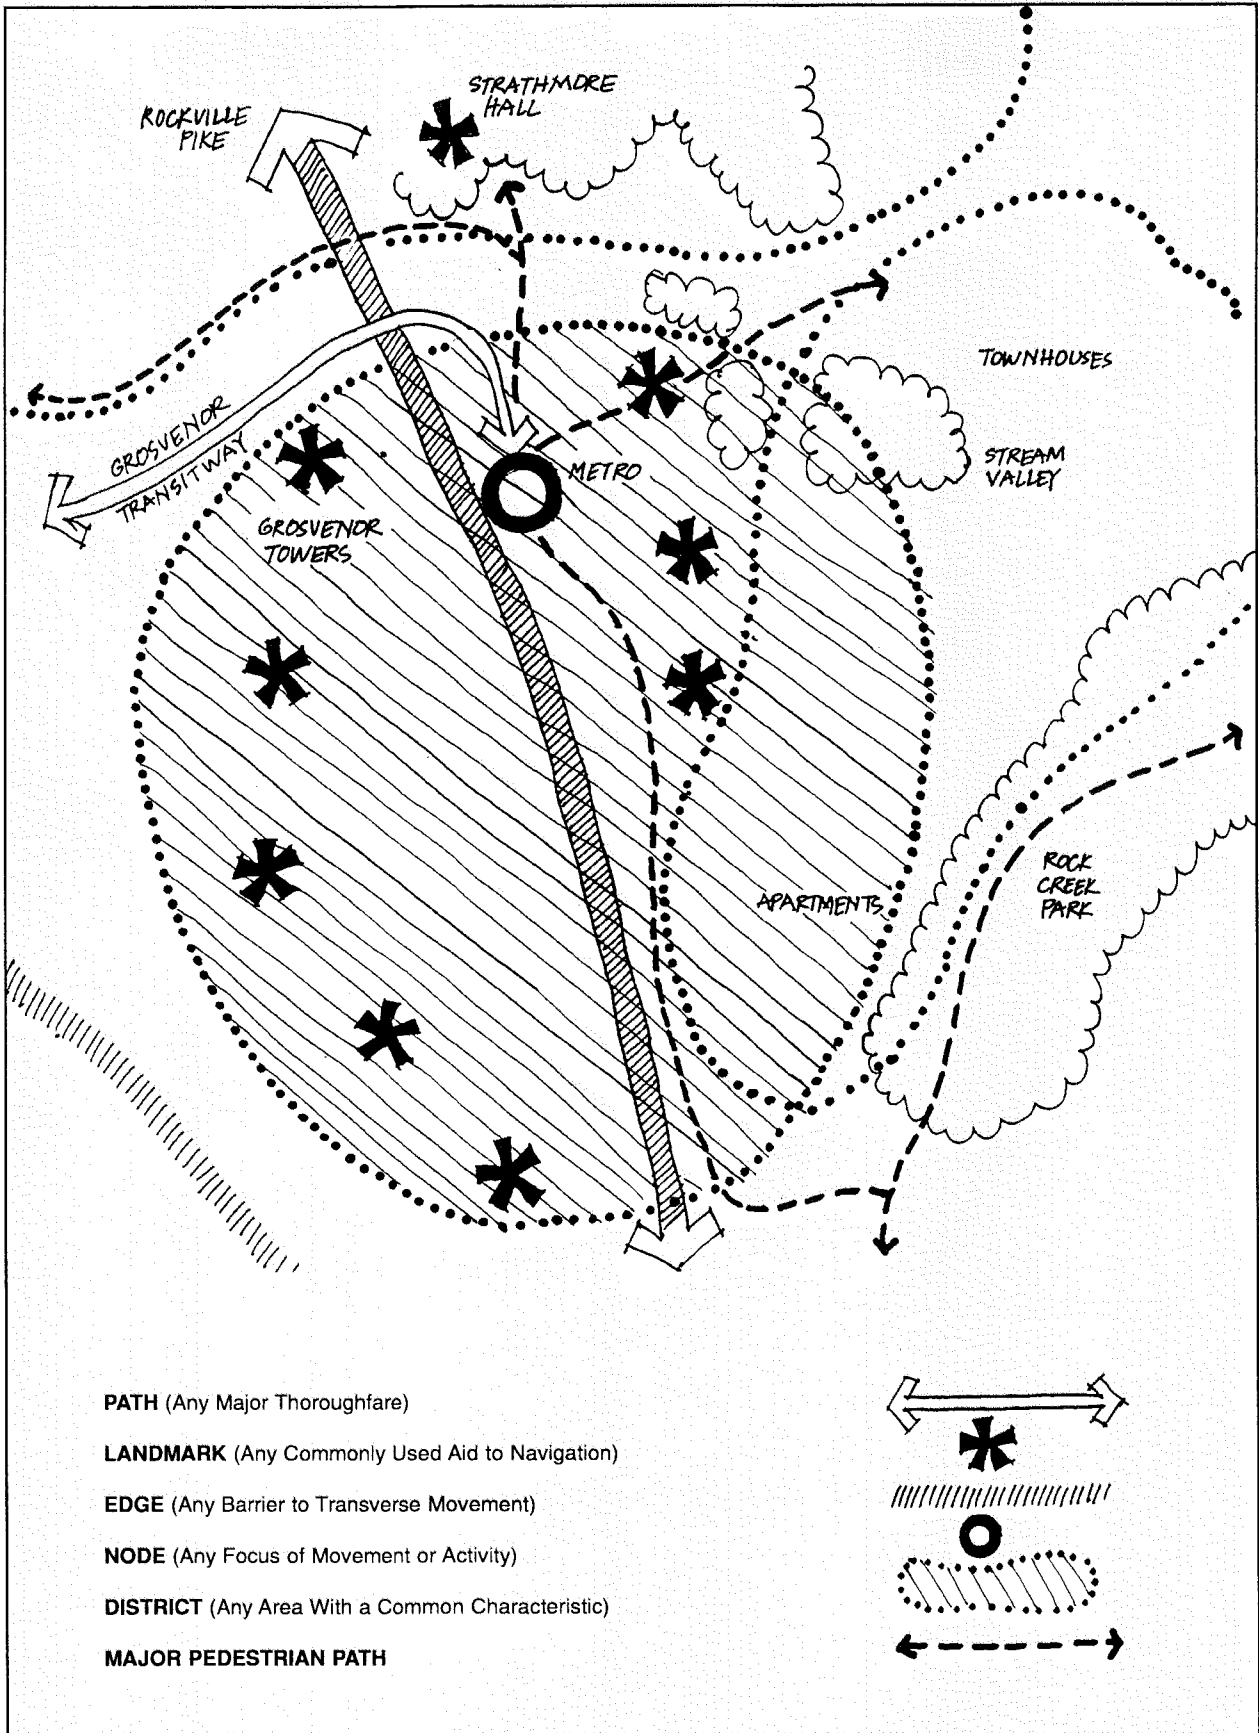 STRATHMORE
HALL
ROCKVILLE
PIKE
TOWNHOUSES
GROSVENOR
TRANSITWAY
METRO
STREAM
VALLEY
GROSVENOR
TOWERS
ROCK
CREEK
PARK
APARTMENTS
PATH (Any Major Thoroughfare)
LANDMARK (Any Commonly Used Aid to Navigation)
EDGE (Any Barrier to Transverse Movement)
NODE (Any Focus of Movement or Activity)
DISTRICT (Any Area With a Common Characteristic)
MAJOR PEDESTRIAN PATH